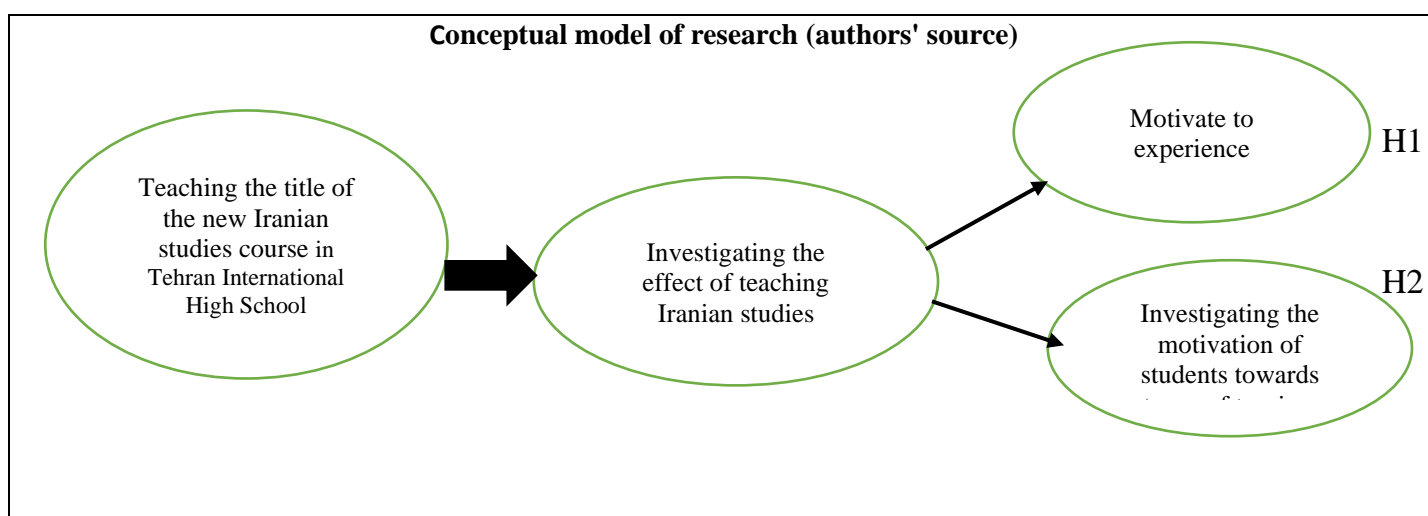 Conceptual model of research (authors' source)
Teaching the title of
the new Iranian
studies course in
Tehran International
High School
Investigating the
effect of teaching
Iranian studies
Motivate to
experience
H1
H2
Investigating the
motivation of
students towards